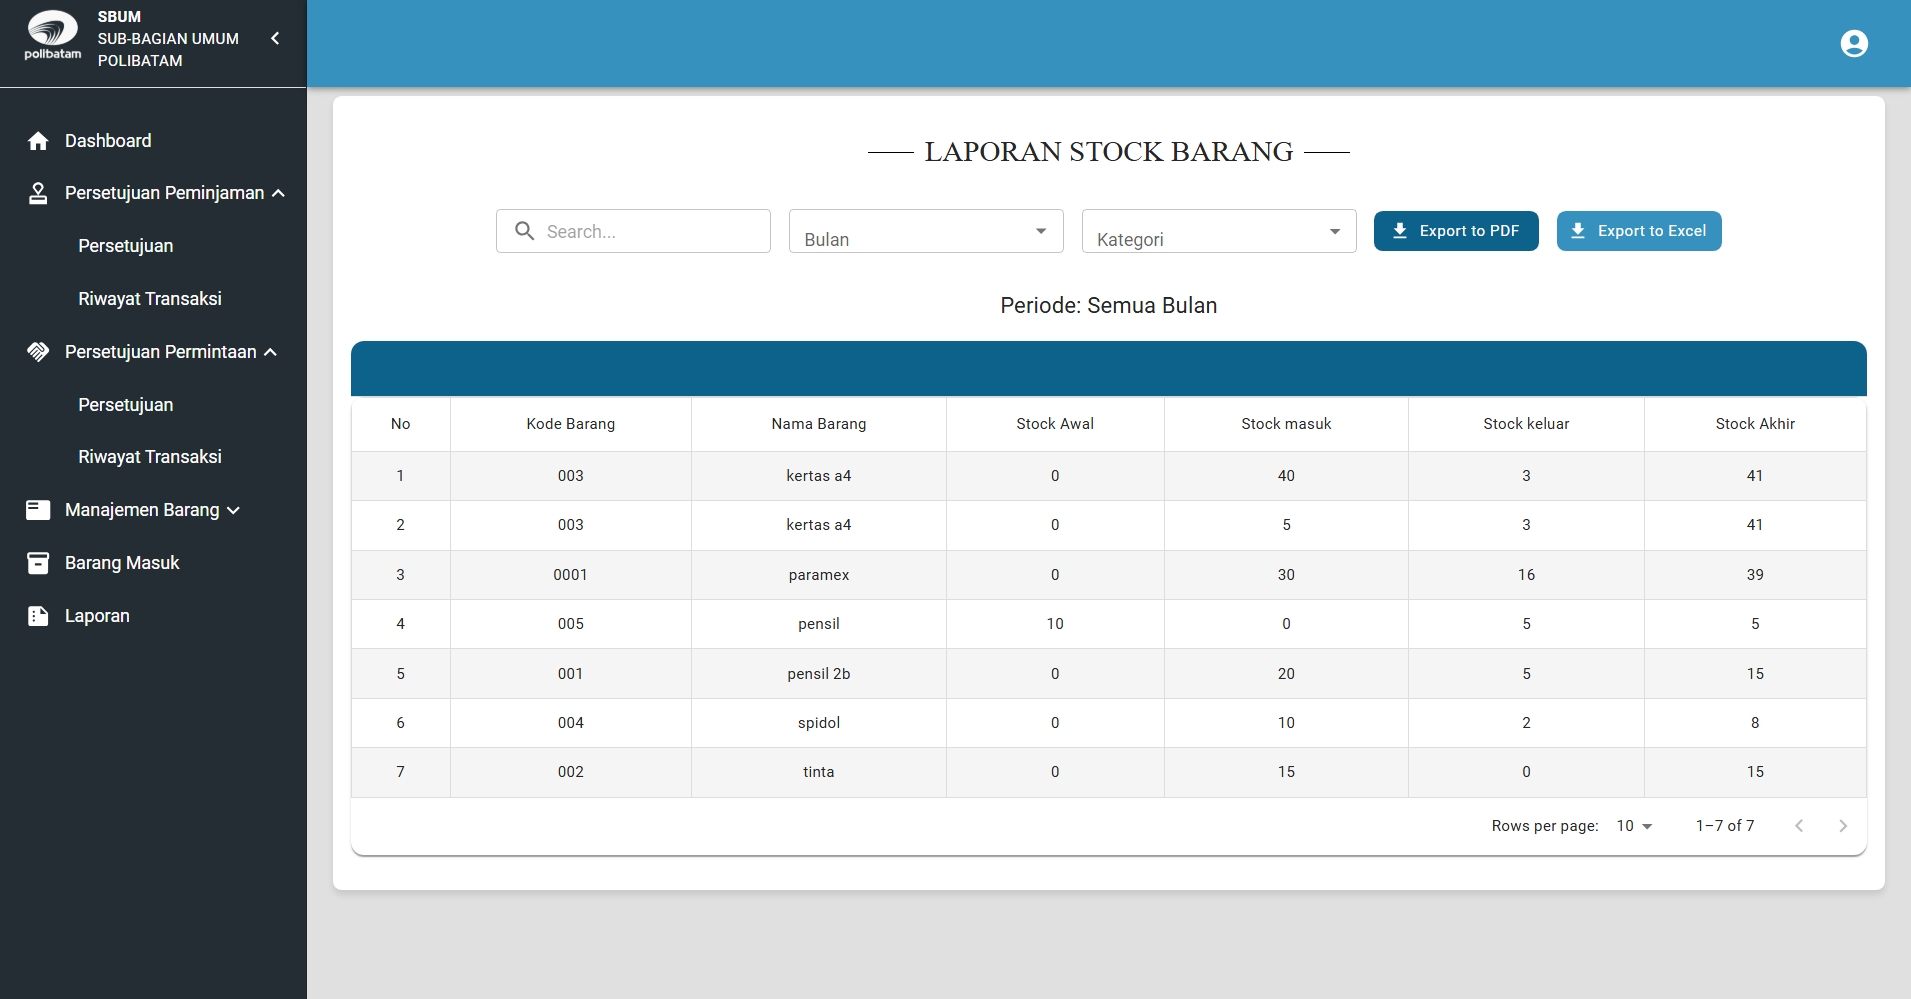 polibatam
SBUM
SUB-BAGIAN UMUM
POLIBATAM
Dashboard
Persetujuan Peminjaman
Persetujuan
Riwayat Transaksi
Persetujuan Permintaan
Persetujuan
Riwayat Transaksi
Manajemen Barang
Barang Masuk
Laporan
LAPORAN STOCK BARANG
Search... Bulan Kategori Export to PDF Export to Excel
Periode: Semua Bulan
No Kode Barang Nama Barang Stock Awal Stock masuk Stock keluar Stock Akhir
1 003 kertas a4 0 40 3 41
2 003 kertas a4 0 5 3 41
3 0001 paramex 0 30 16 39
4 005 pensil 10 0 5 5
5 001 pensil 2b 0 20 5 15
6 004 spidol 0 10 2 8
7 002 tinta 0 15 0 15
Rows per page: 10 1–7 of 7